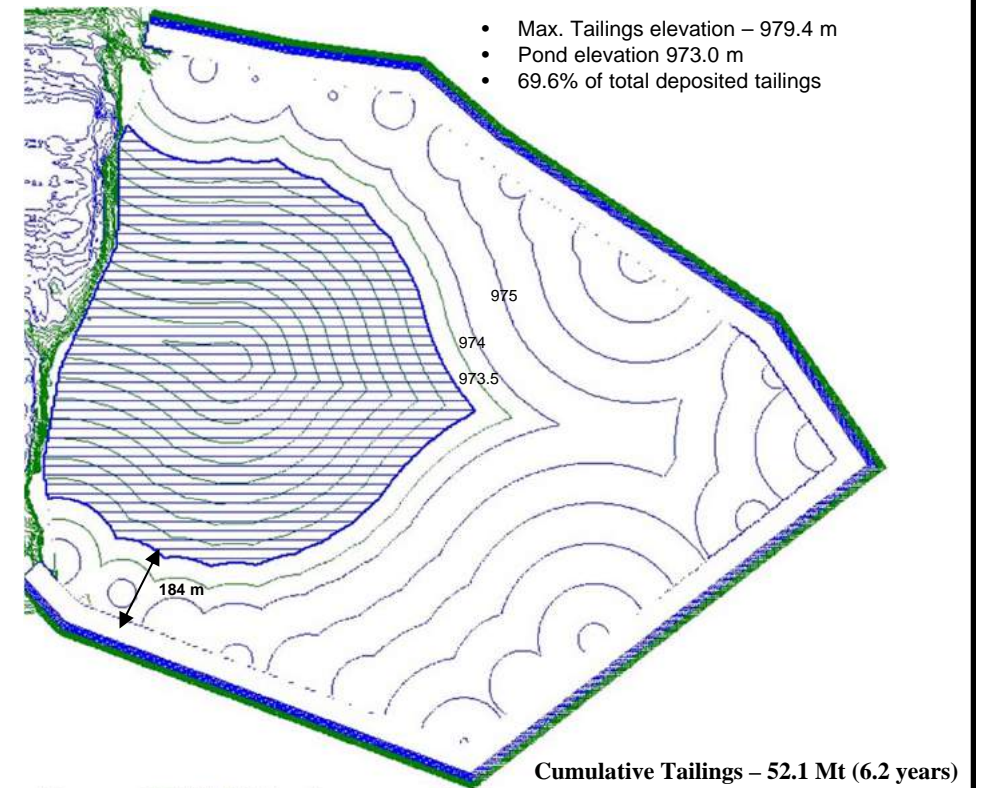 • Max. Tailings elevation – 979.4 m
• Pond elevation 973.0 m
• 69.6% of total deposited tailings
975
974
973.5
184 m
Cumulative Tailings – 52.1 Mt (6.2 years)